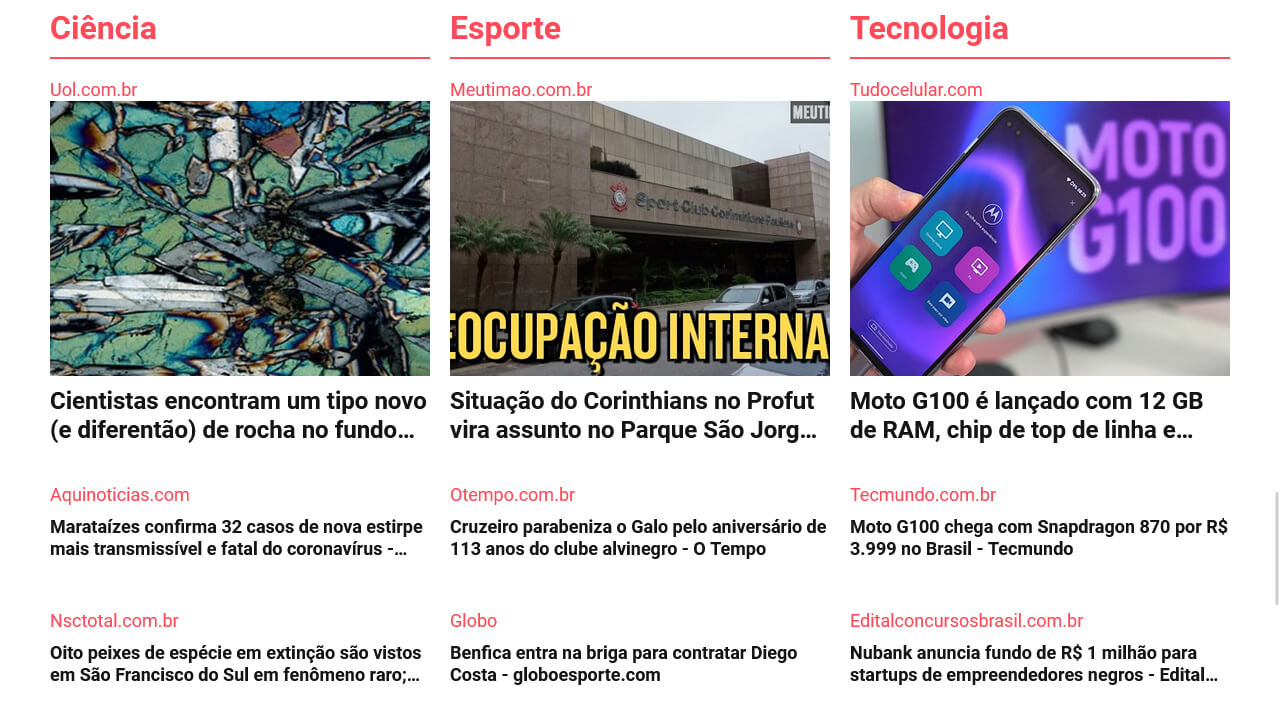 Ciência
Uol.com.br
Cientistas encontram um tipo novo
(e diferentão) de rocha no fundo…
Aquinoticias.com
Marataízes confirma 32 casos de nova estirpe
mais transmissível e fatal do coronavírus -…
Nsctotal.com.br
Oito peixes de espécie em extinção são vistos
em São Francisco do Sul em fenômeno raro;…
Esporte
Meutimao.com.br
MEUTI
Sport Club Corinthians Paulista
EOCUPAÇÃO INTERNA
Situação do Corinthians no Profut
vira assunto no Parque São Jorg…
Otempo.com.br
Cruzeiro parabeniza o Galo pelo aniversário de
113 anos do clube alvinegro - O Tempo
Globo
Benfica entra na briga para contratar Diego
Costa - globoesporte.com
Tecnologia
Tudocelular.com
MOTO
G100
Moto G100 é lançado com 12 GB
de RAM, chip de top de linha e…
Tecmundo.com.br
Moto G100 chega com Snapdragon 870 por R$
3.999 no Brasil - Tecmundo
Editalconcursosbrasil.com.br
Nubank anuncia fundo de R$ 1 milhão para
startups de empreendedores negros - Edital…